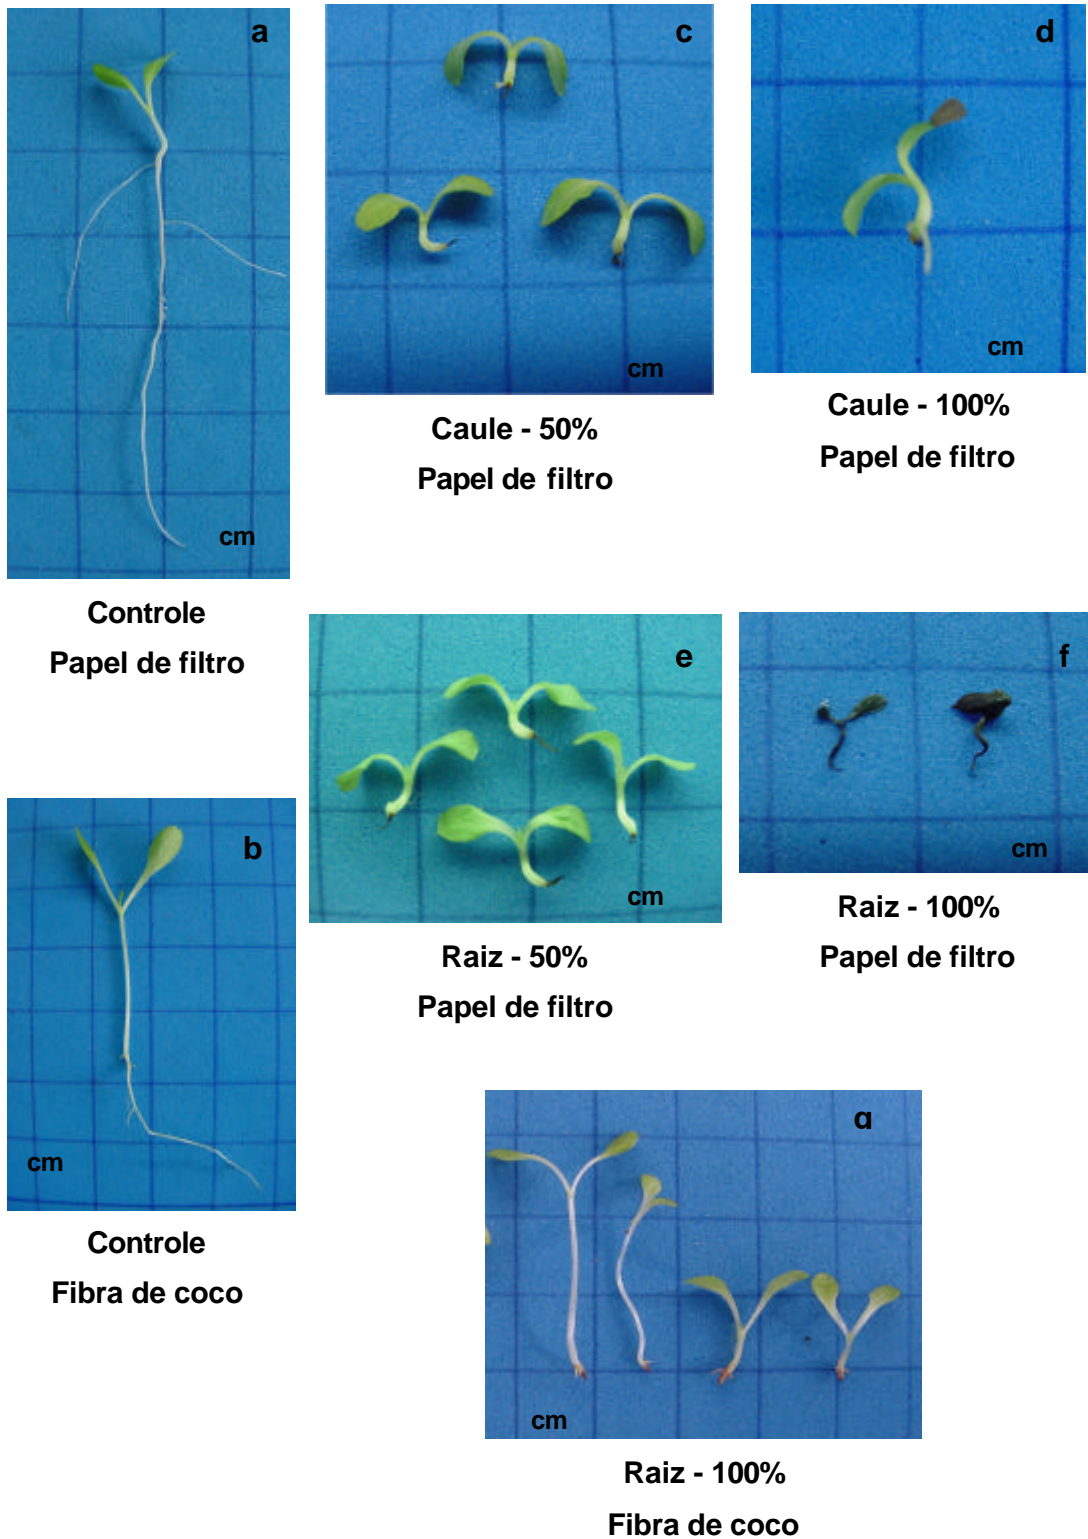 a
cm
Controle
Papel de filtro
c
cm
Caule - 50%
Papel de filtro
d
cm
Caule - 100%
Papel de filtro
e
cm
Raiz - 50%
Papel de filtro
f
cm
Raiz - 100%
Papel de filtro
b
cm
Controle
Fibra de coco
g
cm
Raiz - 100%
Fibra de coco